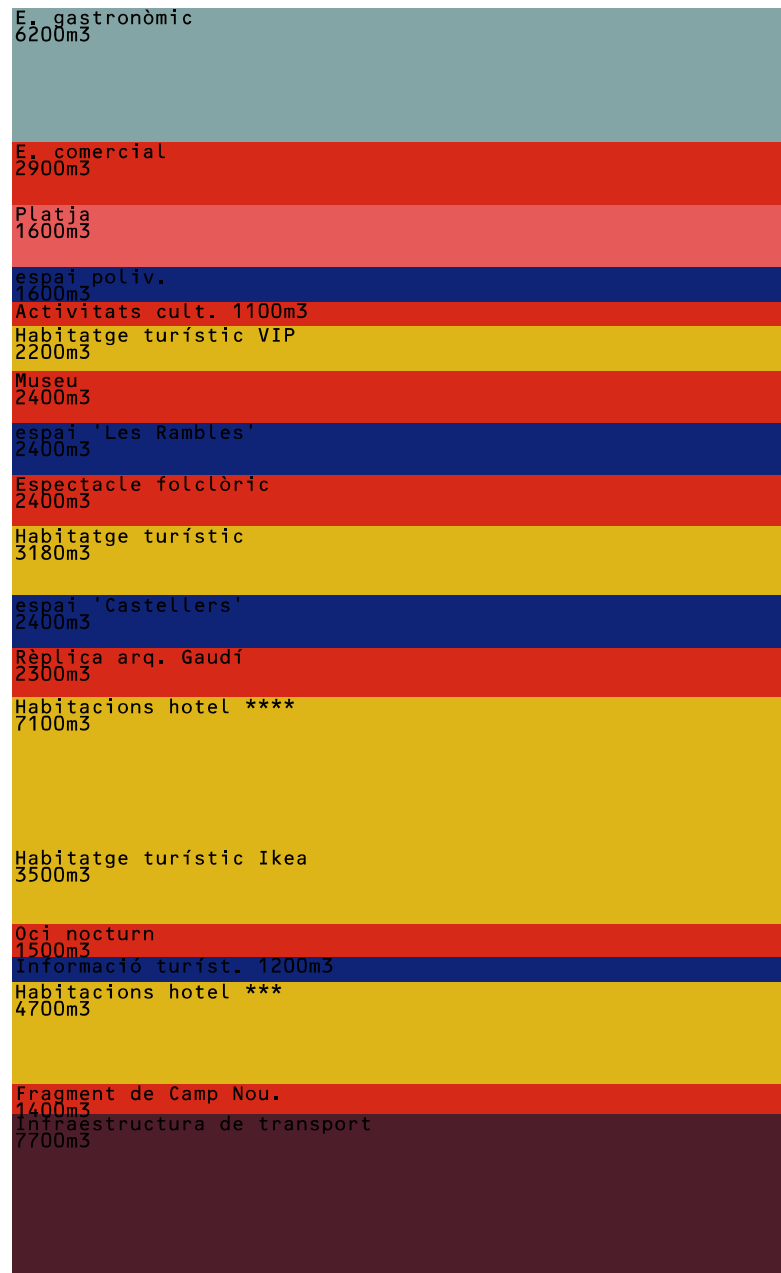 E. gastronòmic
6200m3
E. comercial
2900m3
Platja
1600m3
espai poliv.
1600m3
Activitats cult. 1100m3
Habitatge turístic VIP
2200m3
Museu
2400m3
espai 'Les Rambles'
2400m3
Espectacle folclòric
2400m3
Habitatge turístic
3180m3
espai 'Castellers'
2400m3
Rèplica arq. Gaudí
2300m3
Habitacions hotel ****
7100m3
Habitatge turístic Ikea
3500m3
Oci nocturn
1500m3
Informació turíst. 1200m3
Habitacions hotel ***
4700m3
Fragment de Camp Nou.
1400m3
Infraestructura de transport
7700m3